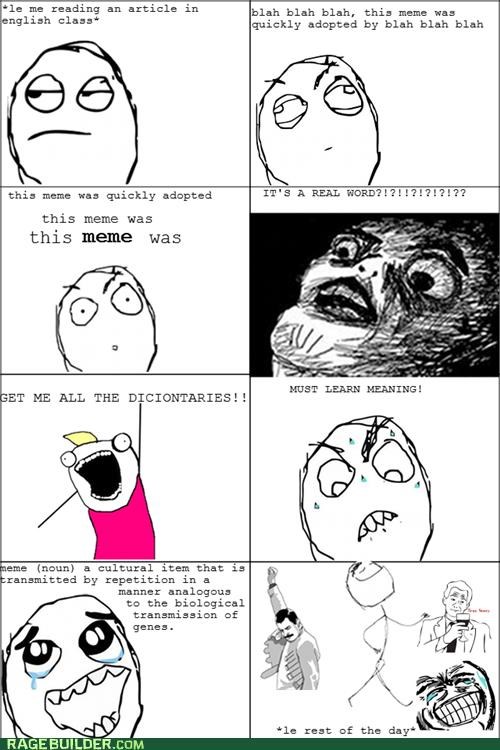 *le me reading an article in
english class*
blah blah blah, this meme was
quickly adopted by blah blah blah
this meme was quickly adopted
this meme was
this meme was
IT'S A REAL WORD?!?!!?!?!?!??
GET ME ALL THE DICIONTARIES!!
MUST LEARN MEANING!
meme (noun) a cultural item that is
transmitted by repetition in a
manner analogous
to the biological
transmission of
genes.
True Story
*le rest of the day*
RAGEBUILDER.COM